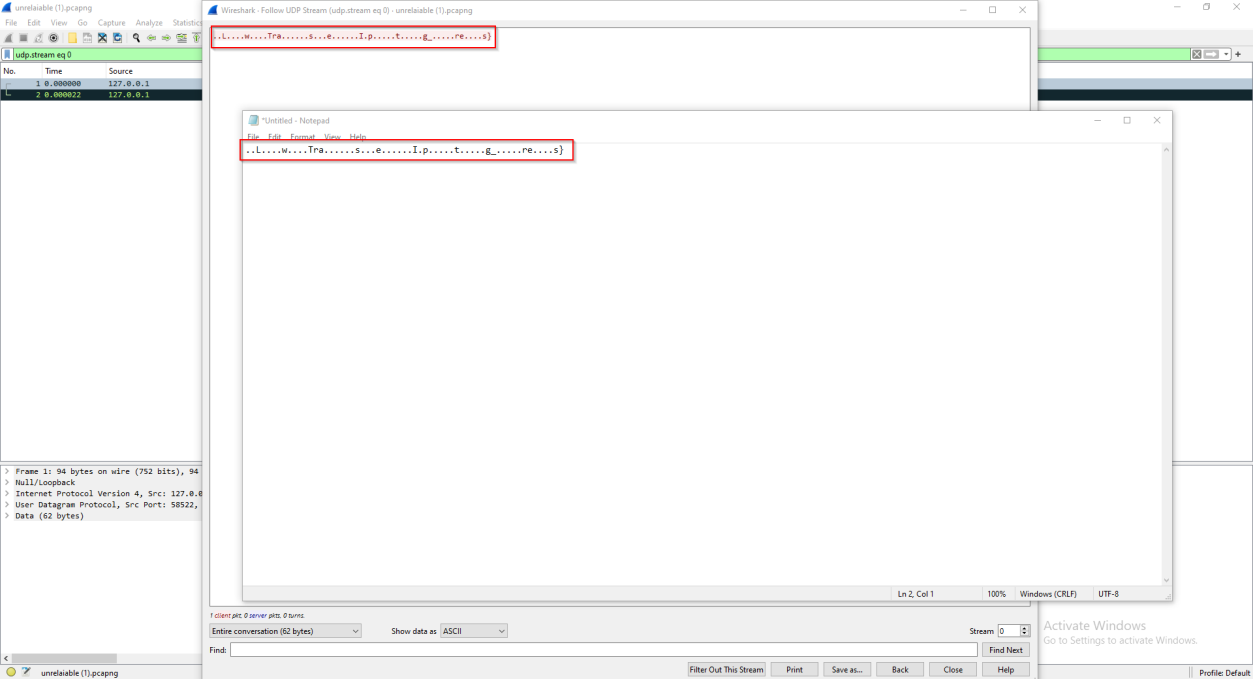 unrelaiable (1).pcapng
File Edit View Go Capture Analyze Statistics
udp.stream eq 0
No. Time Source
1 0.000000 127.0.0.1
2 0.000022 127.0.0.1
Wireshark · Follow UDP Stream (udp.stream eq 0) · unrelaiable (1).pcapng
..L....w....Tra......s...e......I.p.....t.....g_.....re....s}
*Untitled - Notepad
File Edit Format View Help
..L....w....Tra......s...e......I.p.....t.....g_.....re....s}
Ln 2, Col 1 100% Windows (CRLF) UTF-8
Frame 1: 94 bytes on wire (752 bits), 94
Null/Loopback
Internet Protocol Version 4, Src: 127.0.0
User Datagram Protocol, Src Port: 58522,
Data (62 bytes)
1 client pkt, 0 server pkts, 0 turns.
Entire conversation (62 bytes) Show data as ASCII Stream 0
Find: Find Next
Filter Out This Stream Print Save as... Back Close Help
Activate Windows
Go to Settings to activate Windows.
unrelaiable (1).pcapng Profile: Default